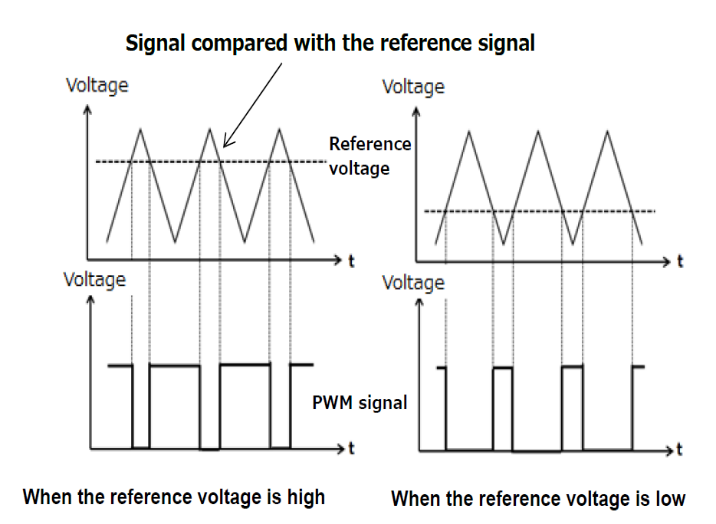 Signal compared with the reference signal
Voltage
Voltage
Reference
voltage
t
t
Voltage
Voltage
PWM signal
t
t
When the reference voltage is high
When the reference voltage is low